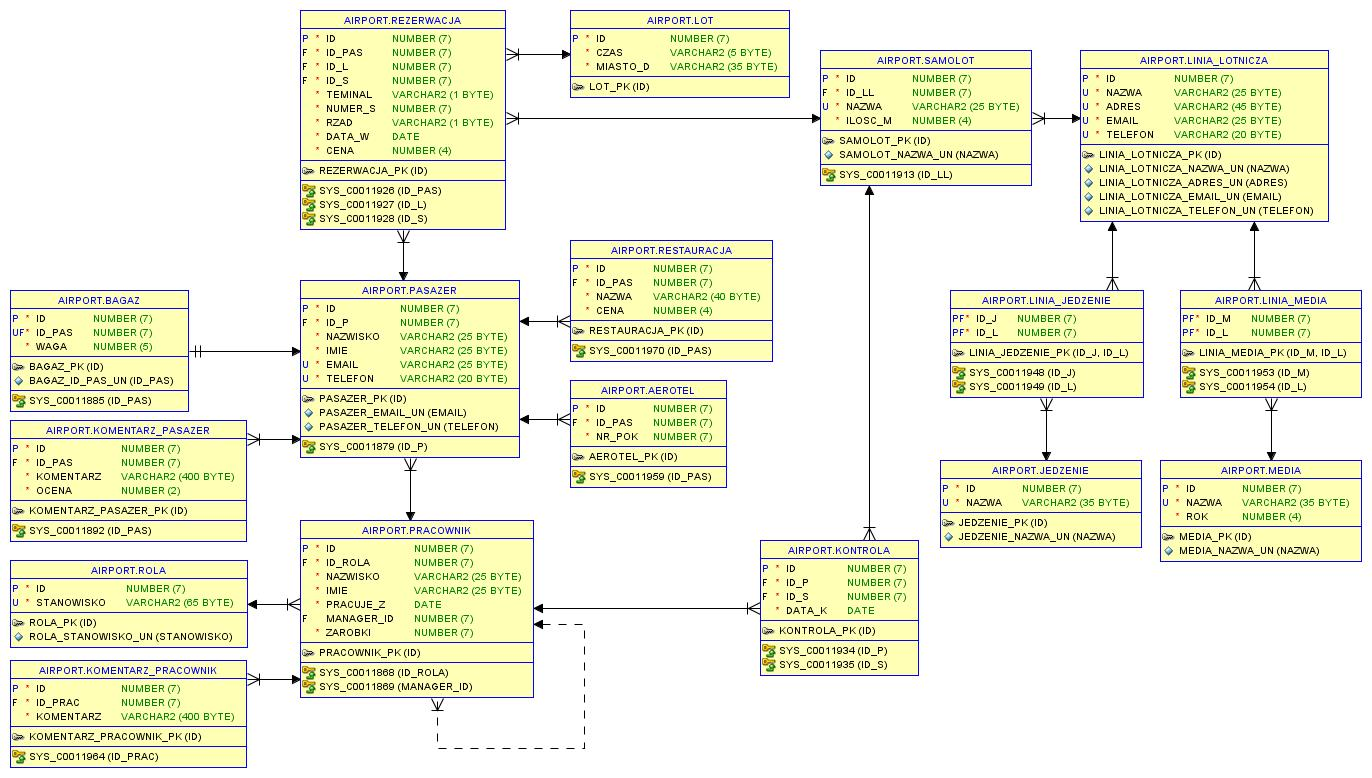 AIRPORT.REZERWACJA
P * ID NUMBER (7)
F * ID_PAS NUMBER (7)
F * ID_L NUMBER (7)
F * ID_S NUMBER (7)
* TEMINAL VARCHAR2 (1 BYTE)
* NUMER_S NUMBER (7)
* RZAD VARCHAR2 (1 BYTE)
* DATA_W DATE
* CENA NUMBER (4)
REZERWACJA_PK (ID)
SYS_C0011926 (ID_PAS)
SYS_C0011927 (ID_L)
SYS_C0011928 (ID_S)
AIRPORT.LOT
P * ID NUMBER (7)
* CZAS VARCHAR2 (5 BYTE)
* MIASTO_D VARCHAR2 (35 BYTE)
LOT_PK (ID)
AIRPORT.SAMOLOT
P * ID NUMBER (7)
F * ID_LL NUMBER (7)
U * NAZWA VARCHAR2 (25 BYTE)
* ILOSC_M NUMBER (4)
SAMOLOT_PK (ID)
SAMOLOT_NAZWA_UN (NAZWA)
SYS_C0011913 (ID_LL)
AIRPORT.LINIA_LOTNICZA
P * ID NUMBER (7)
U * NAZWA VARCHAR2 (25 BYTE)
U * ADRES VARCHAR2 (45 BYTE)
U * EMAIL VARCHAR2 (25 BYTE)
U * TELEFON VARCHAR2 (20 BYTE)
LINIA_LOTNICZA_PK (ID)
LINIA_LOTNICZA_NAZWA_UN (NAZWA)
LINIA_LOTNICZA_ADRES_UN (ADRES)
LINIA_LOTNICZA_EMAIL_UN (EMAIL)
LINIA_LOTNICZA_TELEFON_UN (TELEFON)
AIRPORT.BAGAZ
P * ID NUMBER (7)
UF* ID_PAS NUMBER (7)
* WAGA NUMBER (5)
BAGAZ_PK (ID)
BAGAZ_ID_PAS_UN (ID_PAS)
SYS_C0011885 (ID_PAS)
AIRPORT.PASAZER
P * ID NUMBER (7)
F * ID_P NUMBER (7)
* NAZWISKO VARCHAR2 (25 BYTE)
* IMIE VARCHAR2 (25 BYTE)
U * EMAIL VARCHAR2 (25 BYTE)
U * TELEFON VARCHAR2 (20 BYTE)
PASAZER_PK (ID)
PASAZER_EMAIL_UN (EMAIL)
PASAZER_TELEFON_UN (TELEFON)
SYS_C0011879 (ID_P)
AIRPORT.RESTAURACJA
P * ID NUMBER (7)
F * ID_PAS NUMBER (7)
* NAZWA VARCHAR2 (40 BYTE)
* CENA NUMBER (4)
RESTAURACJA_PK (ID)
SYS_C0011970 (ID_PAS)
AIRPORT.AEROTEL
P * ID NUMBER (7)
F * ID_PAS NUMBER (7)
* NR_POK NUMBER (7)
AEROTEL_PK (ID)
SYS_C0011959 (ID_PAS)
AIRPORT.LINIA_JEDZENIE
PF* ID_J NUMBER (7)
PF* ID_L NUMBER (7)
LINIA_JEDZENIE_PK (ID_J, ID_L)
SYS_C0011948 (ID_J)
SYS_C0011949 (ID_L)
AIRPORT.LINIA_MEDIA
PF* ID_M NUMBER (7)
PF* ID_L NUMBER (7)
LINIA_MEDIA_PK (ID_M, ID_L)
SYS_C0011953 (ID_M)
SYS_C0011954 (ID_L)
AIRPORT.KOMENTARZ_PASAZER
P * ID NUMBER (7)
F * ID_PAS NUMBER (7)
* KOMENTARZ VARCHAR2 (400 BYTE)
* OCENA NUMBER (2)
KOMENTARZ_PASAZER_PK (ID)
SYS_C0011892 (ID_PAS)
AIRPORT.JEDZENIE
P * ID NUMBER (7)
U * NAZWA VARCHAR2 (35 BYTE)
JEDZENIE_PK (ID)
JEDZENIE_NAZWA_UN (NAZWA)
AIRPORT.MEDIA
P * ID NUMBER (7)
U * NAZWA VARCHAR2 (35 BYTE)
* ROK NUMBER (4)
MEDIA_PK (ID)
MEDIA_NAZWA_UN (NAZWA)
AIRPORT.ROLA
P * ID NUMBER (7)
U * STANOWISKO VARCHAR2 (65 BYTE)
ROLA_PK (ID)
ROLA_STANOWISKO_UN (STANOWISKO)
AIRPORT.PRACOWNIK
P * ID NUMBER (7)
F * ID_ROLA NUMBER (7)
* NAZWISKO VARCHAR2 (25 BYTE)
* IMIE VARCHAR2 (25 BYTE)
* PRACUJE_Z DATE
F MANAGER_ID NUMBER (7)
* ZAROBKI NUMBER (7)
PRACOWNIK_PK (ID)
SYS_C0011868 (ID_ROLA)
SYS_C0011869 (MANAGER_ID)
AIRPORT.KONTROLA
P * ID NUMBER (7)
F * ID_P NUMBER (7)
F * ID_S NUMBER (7)
* DATA_K DATE
KONTROLA_PK (ID)
SYS_C0011934 (ID_P)
SYS_C0011935 (ID_S)
AIRPORT.KOMENTARZ_PRACOWNIK
P * ID NUMBER (7)
F * ID_PRAC NUMBER (7)
* KOMENTARZ VARCHAR2 (400 BYTE)
KOMENTARZ_PRACOWNIK_PK (ID)
SYS_C0011964 (ID_PRAC)